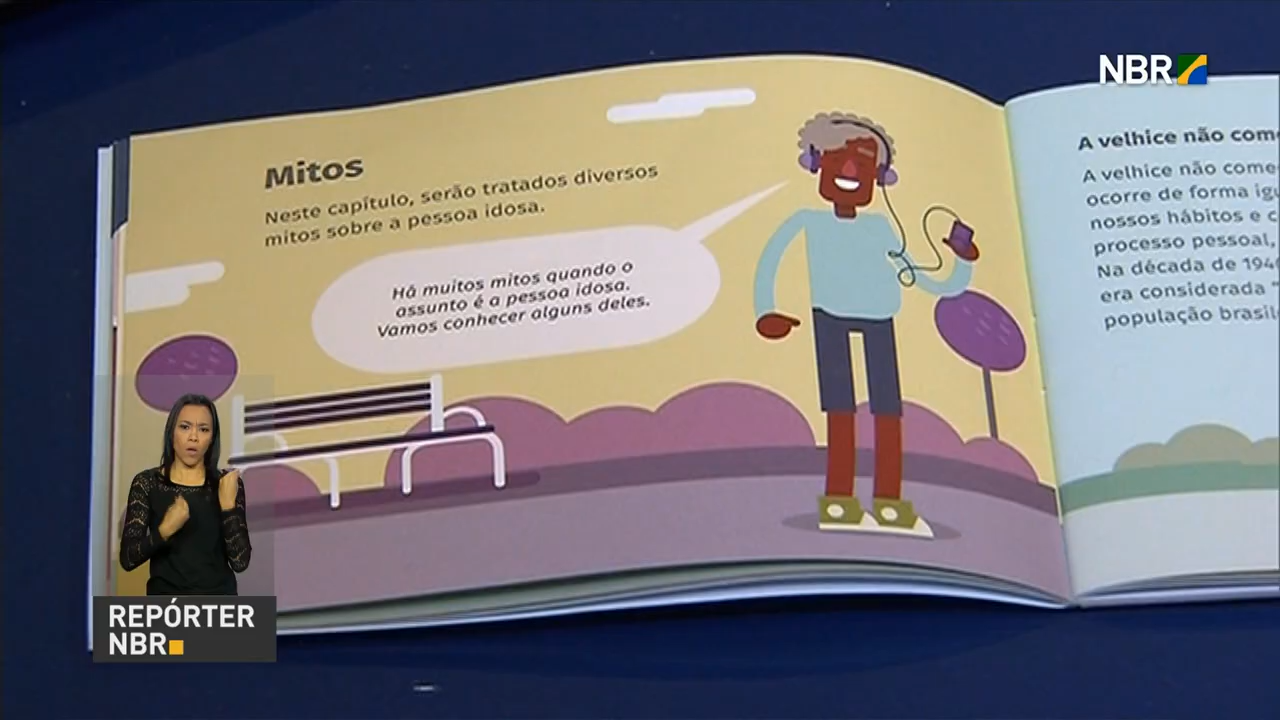 NBR
Mitos
Neste capítulo, serão tratados diversos
mitos sobre a pessoa idosa.
Há muitos mitos quando o
assunto é a pessoa idosa.
Vamos conhecer alguns deles.
A velhice não com
A velhice não come
ocorre de forma
nossos hábitos e
processo pessoal,
Na década de 194
era considerada "
população brasil
REPÓRTER
NBR